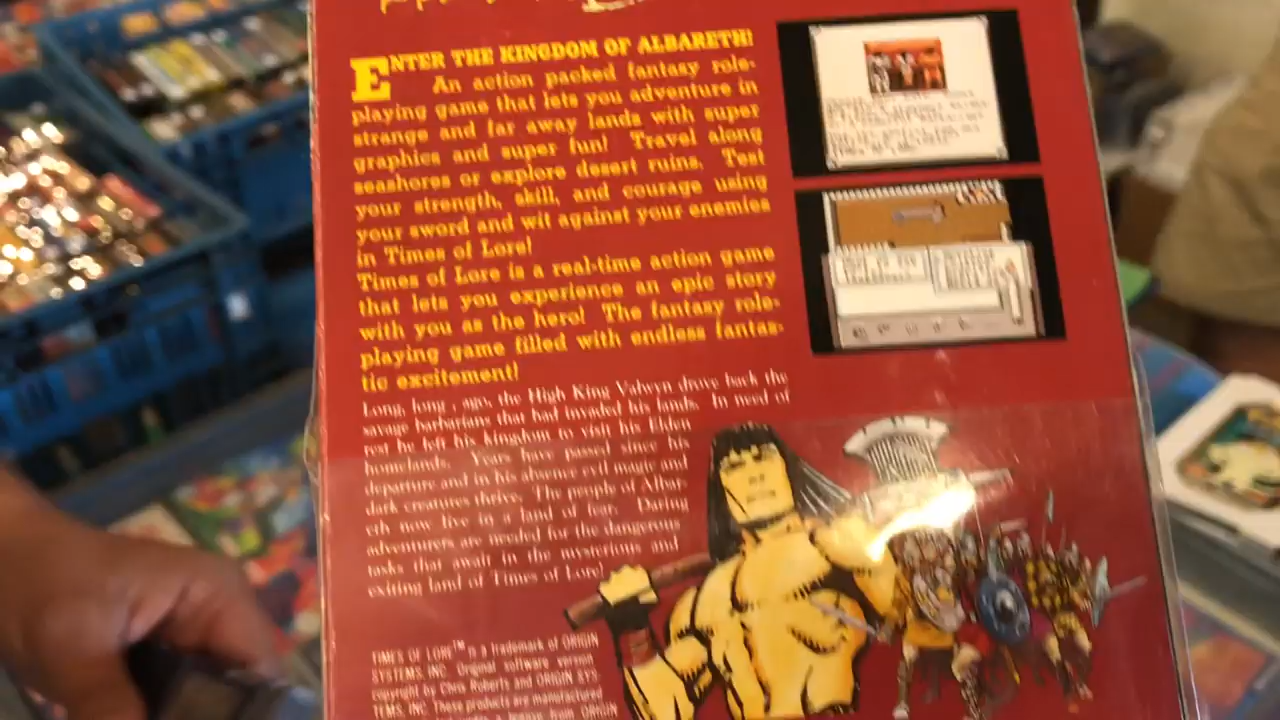 ENTER THE KINGDOM OF ALBARETH!
An action packed fantasy role-
playing game that lets you adventure in
strange and far away lands with super
graphics and super fun! Travel along
seashores or explore desert ruins. Test
your strength, skill, and courage using
your sword and wit against your enemies
in Times of Lore!
Times of Lore is a real-time action game
that lets you experience an epic story
with you as the hero! The fantasy role-
playing game filled with endless fantas-
tic excitement!
Long, long , ago, the High King Valwyn drove back the
savage barbarians that had invaded his lands. In need of
rest he left his kingdom to visit his Elden
homelands. Years have passed since his
departure and in his absence evil magic and
dark creatures thrive. The people of Albar
eth now live in a land of fear. Daring
adventurers are needed for the dangerous
tasks that await in the mysterious and
exiting land of Times of Lore!
TIMES OF LORE™ is a trademark of ORIGIN
SYSTEMS, INC. Original software version
copyright by Chris Roberts and ORIGIN SYS-
TEMS, INC. These products are manufactured
license from ORIGIN